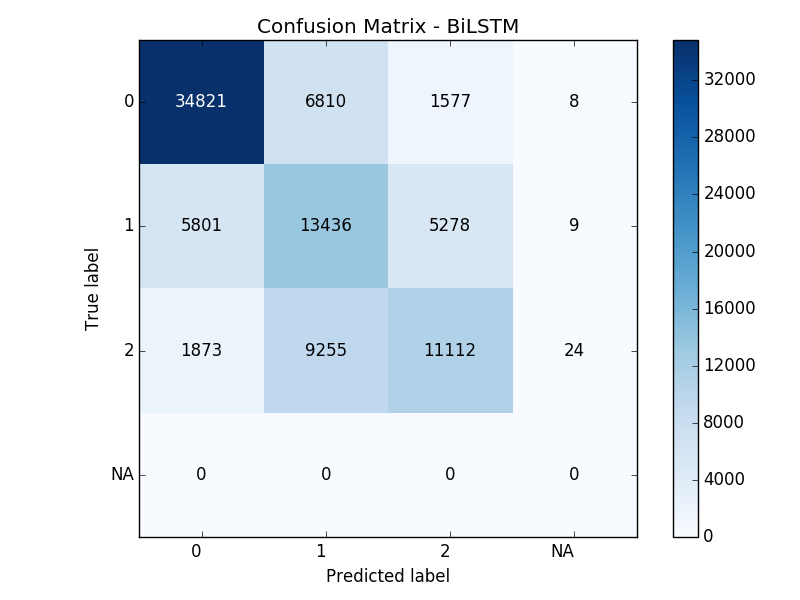 Confusion Matrix - BiLSTM
0 34821 6810 1577 8
1 5801 13436 5278 9
2 1873 9255 11112 24
NA 0 0 0 0
0 1 2 NA
True label
Predicted label
32000
28000
24000
20000
16000
12000
8000
4000
0